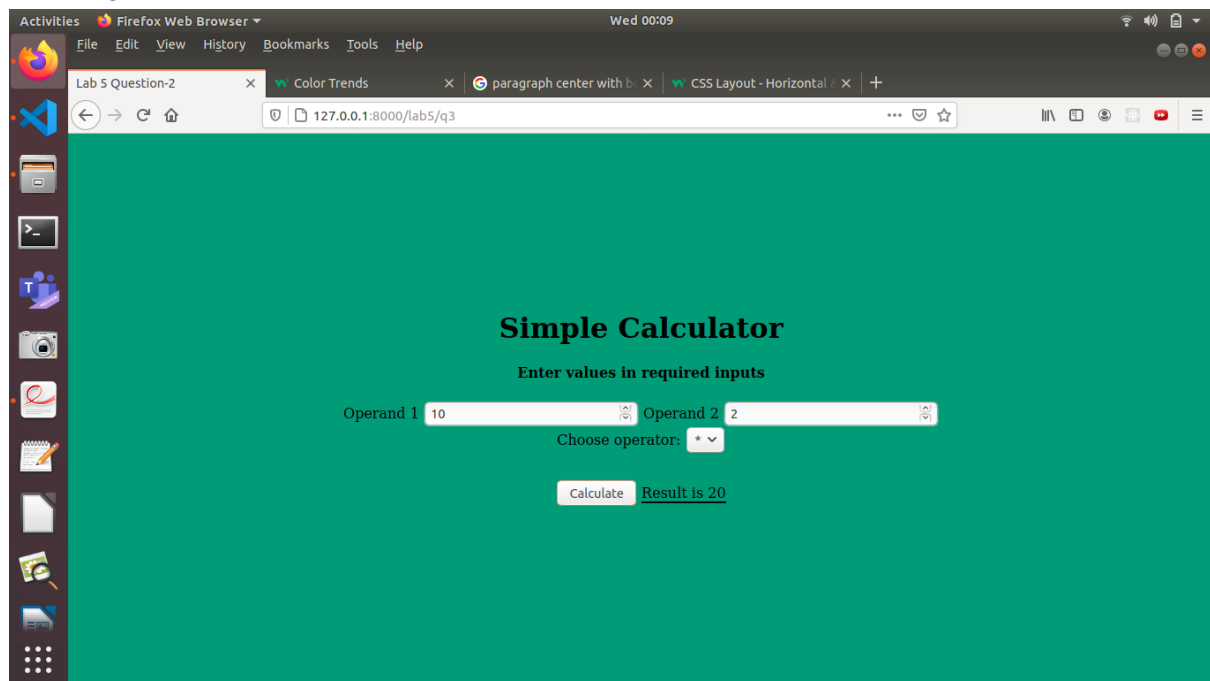 Activities Firefox Web Browser Wed 00:09
File Edit View History Bookmarks Tools Help
Lab 5 Question-2 Color Trends paragraph center with b CSS Layout - Horizontal &
127.0.0.1:8000/lab5/q3
Simple Calculator
Enter values in required inputs
Operand 1 10 Operand 2 2
Choose operator: *
Calculate Result is 20